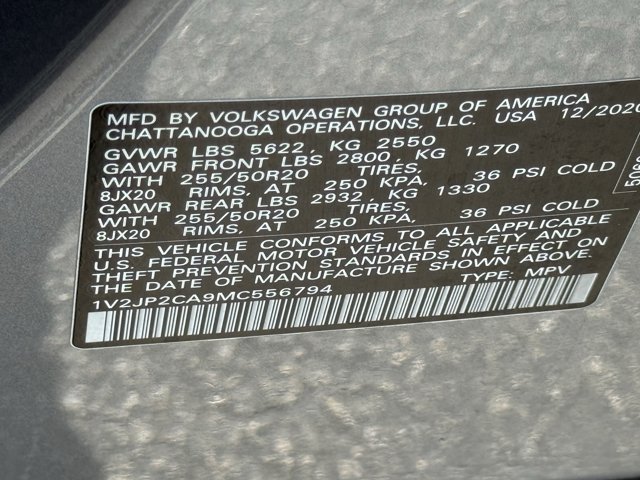 MFD BY VOLKSWAGEN GROUP OF AMERICA
CHATTANOOGA OPERATIONS, LLC. USA 12/2020
GVWR LBS 5622, KG 2550
GAWR FRONT LBS 2800, KG 1270
WITH 255/50R20 TIRES,
8JX20 RIMS, AT 250 KPA, 36 PSI COLD
GAWR REAR LBS 2932, KG 1330
WITH 255/50R20 TIRES,
8JX20 RIMS, AT 250 KPA, 36 PSI COLD
THIS VEHICLE CONFORMS TO ALL APPLICABLE
U.S. FEDERAL MOTOR VEHICLE SAFETY AND
THEFT PREVENTION STANDARDS IN EFFECT ON
THE DATE OF MANUFACTURE SHOWN ABOVE.
1V2JP2CA9MC556794 TYPE: MPV